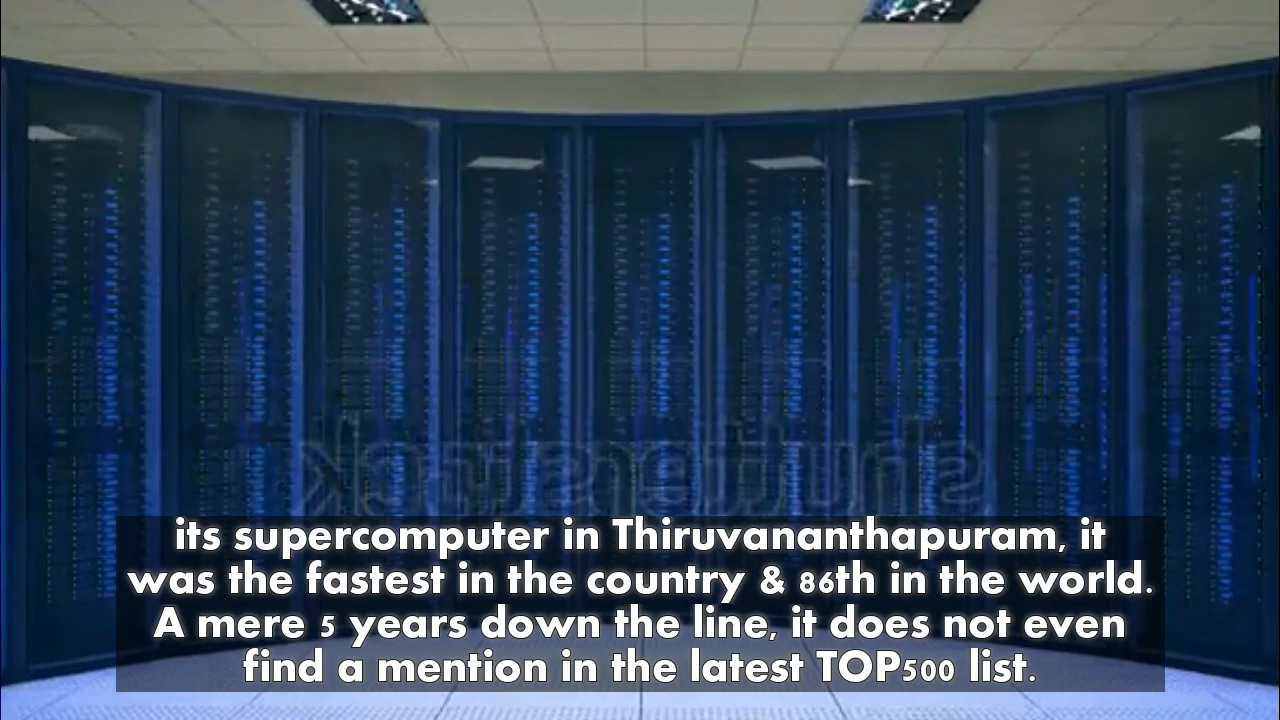 shutterstock
its supercomputer in Thiruvananthapuram, it
was the fastest in the country & 86th in the world.
A mere 5 years down the line, it does not even
find a mention in the latest TOP500 list.